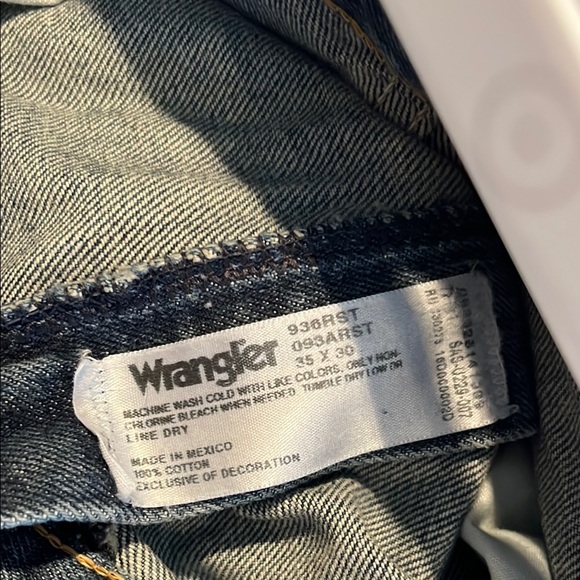 Wrangler
936RST
093ARST
35 X 30
MACHINE WASH COLD WITH LIKE COLORS, ONLY NON-
CHLORINE BLEACH WHEN NEEDED TUMBLE DRY LOW OR
LINE DRY
MADE IN MEXICO
100% COTTON
EXCLUSIVE OF DECORATION